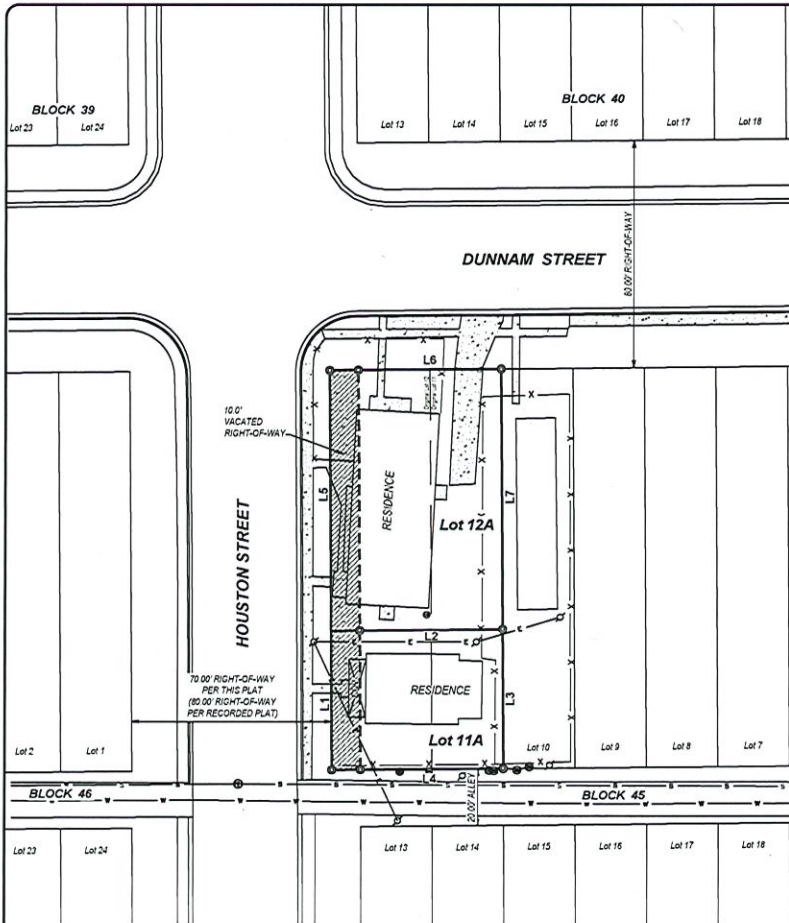 BLOCK 39
Lot 23
Lot 24
BLOCK 40
Lot 13
Lot 14
Lot 15
Lot 16
Lot 17
Lot 18
DUNNAM STREET
80.00' RIGHT-OF-WAY
HOUSTON STREET
10.0'
VACATED
RIGHT-OF-WAY
L6
L5
L7
RESIDENCE
Lot 12A
L2
L1
L3
RESIDENCE
Lot 11A
L4
70.00' RIGHT-OF-WAY
PER THIS PLAT
(80.00' RIGHT-OF-WAY
PER RECORDED PLAT)
Lot 2
Lot 1
Lot 10
Lot 9
Lot 8
Lot 7
BLOCK 46
20.00' ALLEY
BLOCK 45
Lot 23
Lot 24
Lot 13
Lot 14
Lot 15
Lot 16
Lot 17
Lot 18